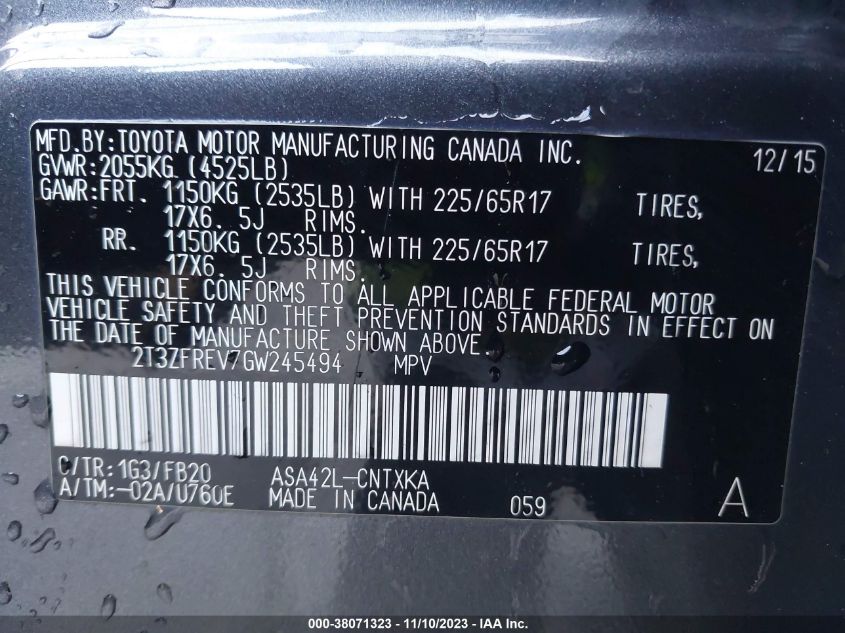 MFD.BY:TOYOTA MOTOR MANUFACTURING CANADA INC. 12/15
GVWR:2055KG (4525LB)
GAWR:FRT. 1150KG (2535LB) WITH 225/65R17 TIRES,
17X6. 5J RIMS.
RR. 1150KG (2535LB) WITH 225/65R17 TIRES,
17X6. 5J RIMS.
THIS VEHICLE CONFORMS TO ALL APPLICABLE FEDERAL MOTOR
VEHICLE SAFETY AND THEFT PREVENTION STANDARDS IN EFFECT ON
THE DATE OF MANUFACTURE SHOWN ABOVE.
2T3ZFREV7GW245494 MPV
C/TR:1G3/FB20 ASA42L-CNTXKA
A/TM:-02A/U760E MADE IN CANADA 059 A
000-38071323 - 11/10/2023 - IAA Inc.